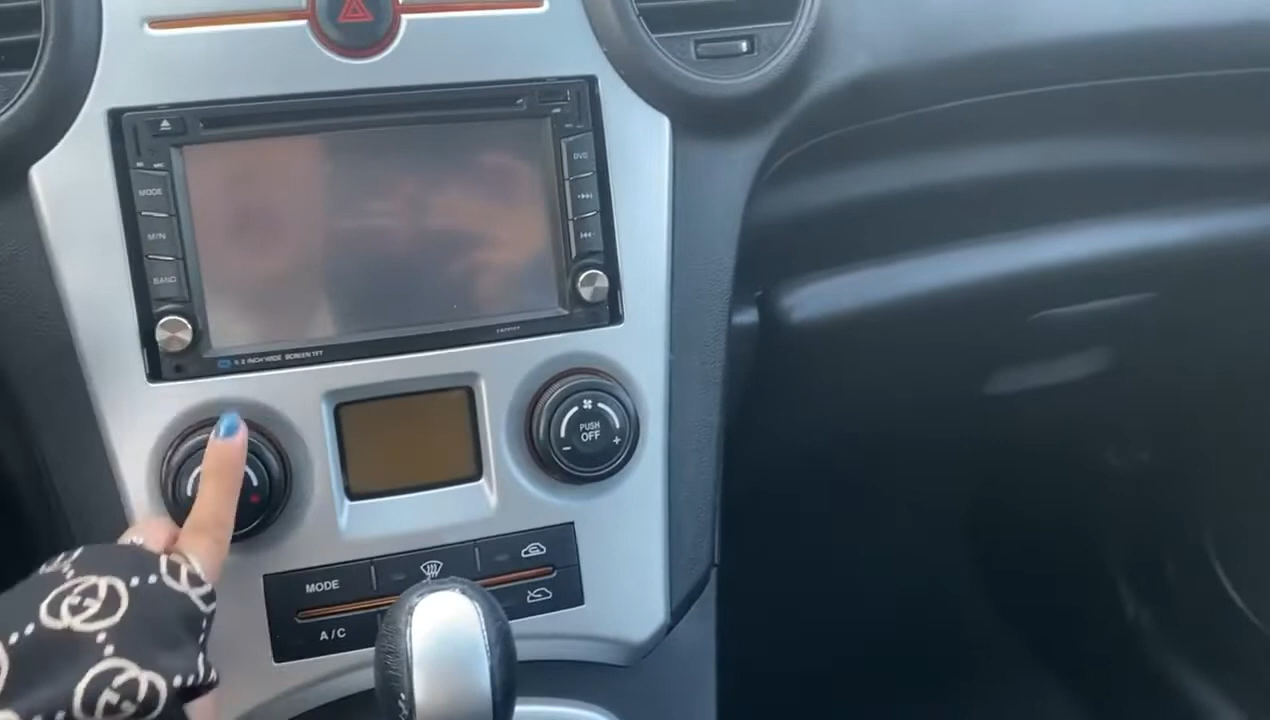 DVD
MODE
M/N
BAND
6.2 INCH WIDE SCREEN TFT
PUSH
OFF
- +
MODE
A/C